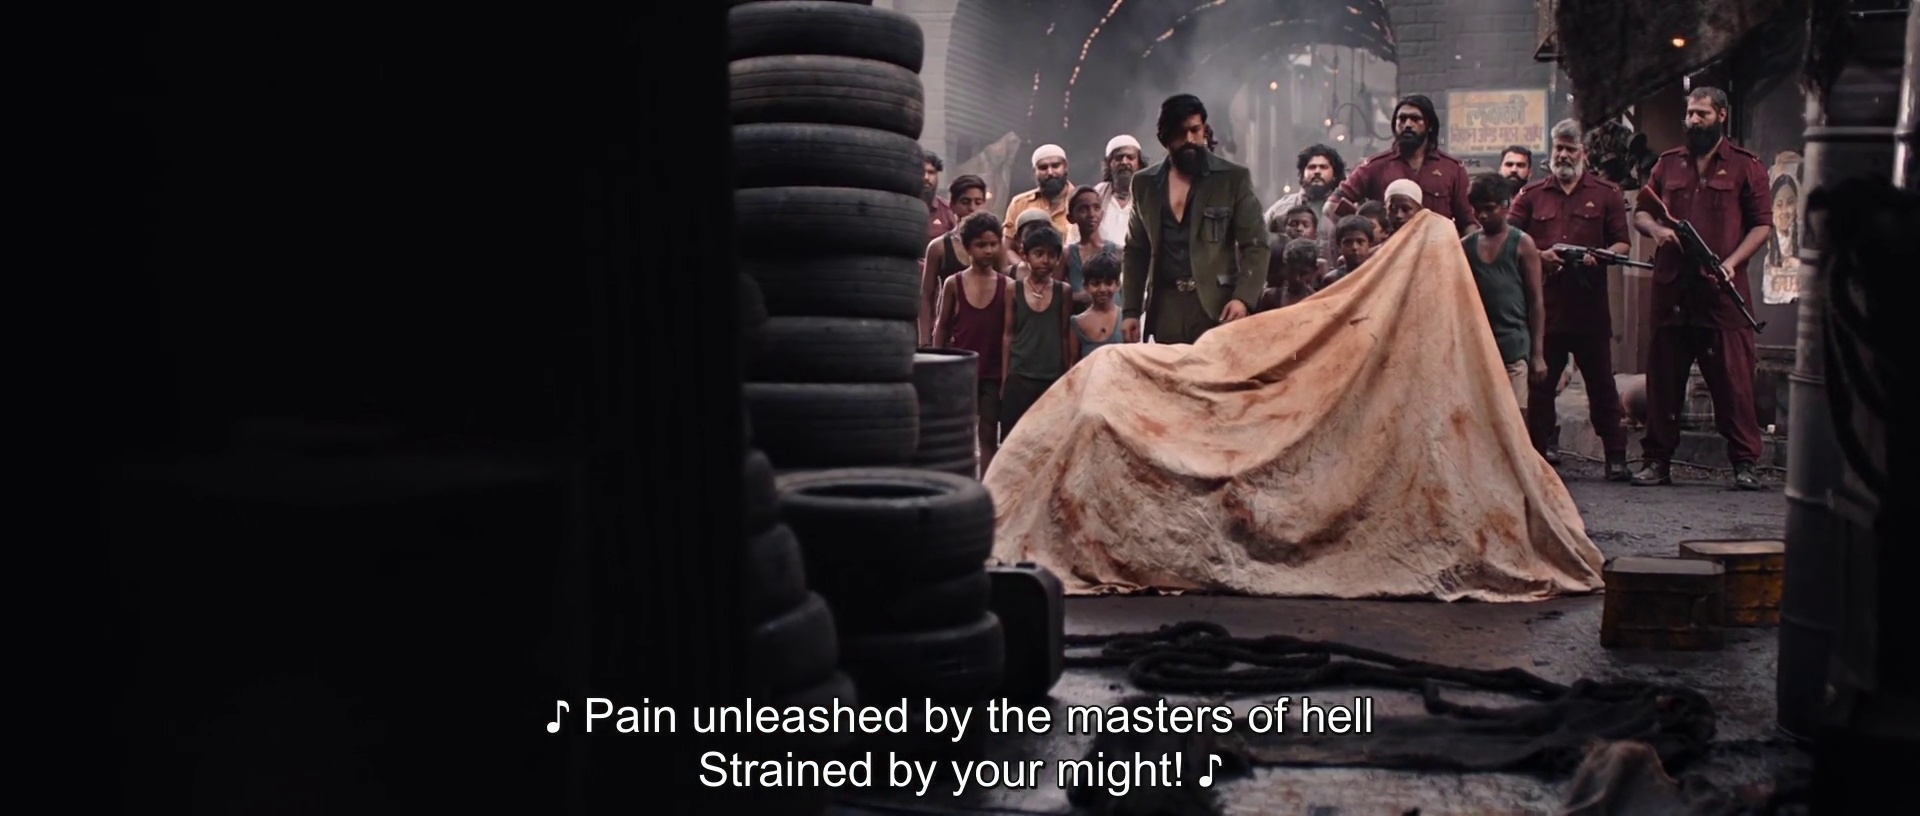 ♪ Pain unleashed by the masters of hell
Strained by your might! ♪